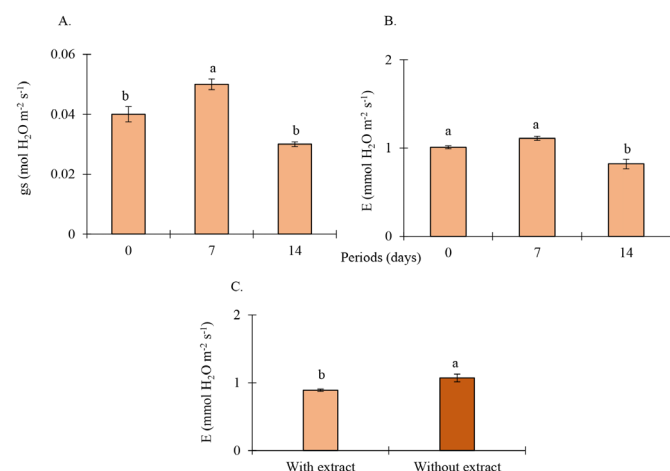 A.
gs (mol H₂O m⁻² s⁻¹)
0.06
0.04
0.02
0
b
a
b
0
7
14
B.
E (mmol H₂O m⁻² s⁻¹)
2
1
0
a
a
b
0
7
14
Periods (days)
C.
E (mmol H₂O m⁻² s⁻¹)
2
1
0
b
a
With extract
Without extract